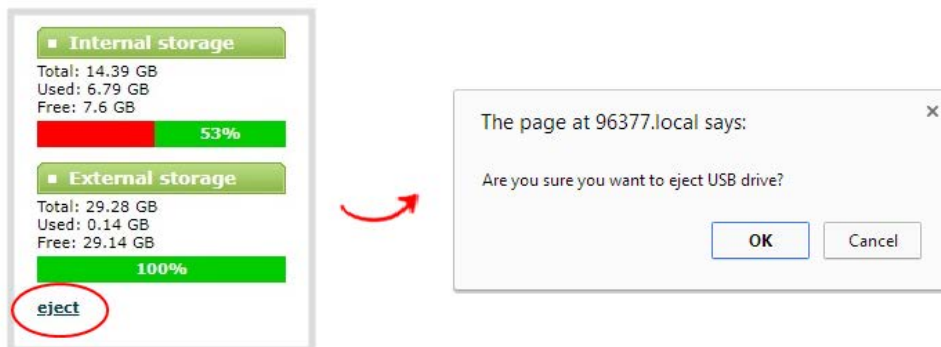 Internal storage
Total: 14.39 GB
Used: 6.79 GB
Free: 7.6 GB
53%
External storage
Total: 29.28 GB
Used: 0.14 GB
Free: 29.14 GB
100%
eject
The page at 96377.local says:
Are you sure you want to eject USB drive?
OK Cancel